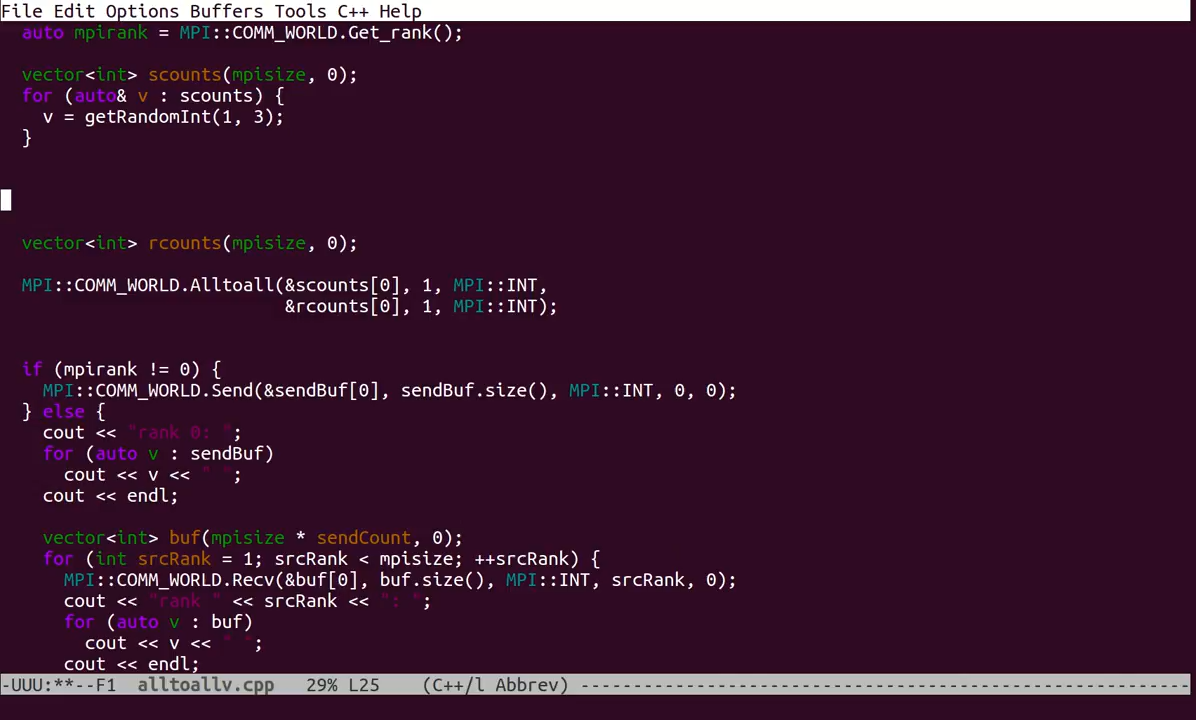 File Edit Options Buffers Tools C++ Help
auto mpirank = MPI::COMM_WORLD.Get_rank();
vector<int> scounts(mpisize, 0);
for (auto& v : scounts) {
v = getRandomInt(1, 3);
}
vector<int> rcounts(mpisize, 0);
MPI::COMM_WORLD.Alltoall(&scounts[0], 1, MPI::INT,
&rcounts[0], 1, MPI::INT);
if (mpirank != 0) {
MPI::COMM_WORLD.Send(&sendBuf[0], sendBuf.size(), MPI::INT, 0, 0);
} else {
cout << "rank 0: ";
for (auto v : sendBuf)
cout << v << " ";
cout << endl;
vector<int> buf(mpisize * sendCount, 0);
for (int srcRank = 1; srcRank < mpisize; ++srcRank) {
MPI::COMM_WORLD.Recv(&buf[0], buf.size(), MPI::INT, srcRank, 0);
cout << "rank " << srcRank << ": ";
for (auto v : buf)
cout << v << " ";
cout << endl;
-UUU:**--F1 alltoallv.cpp 29% L25 (C++/l Abbrev) ----------------------------------------------------------